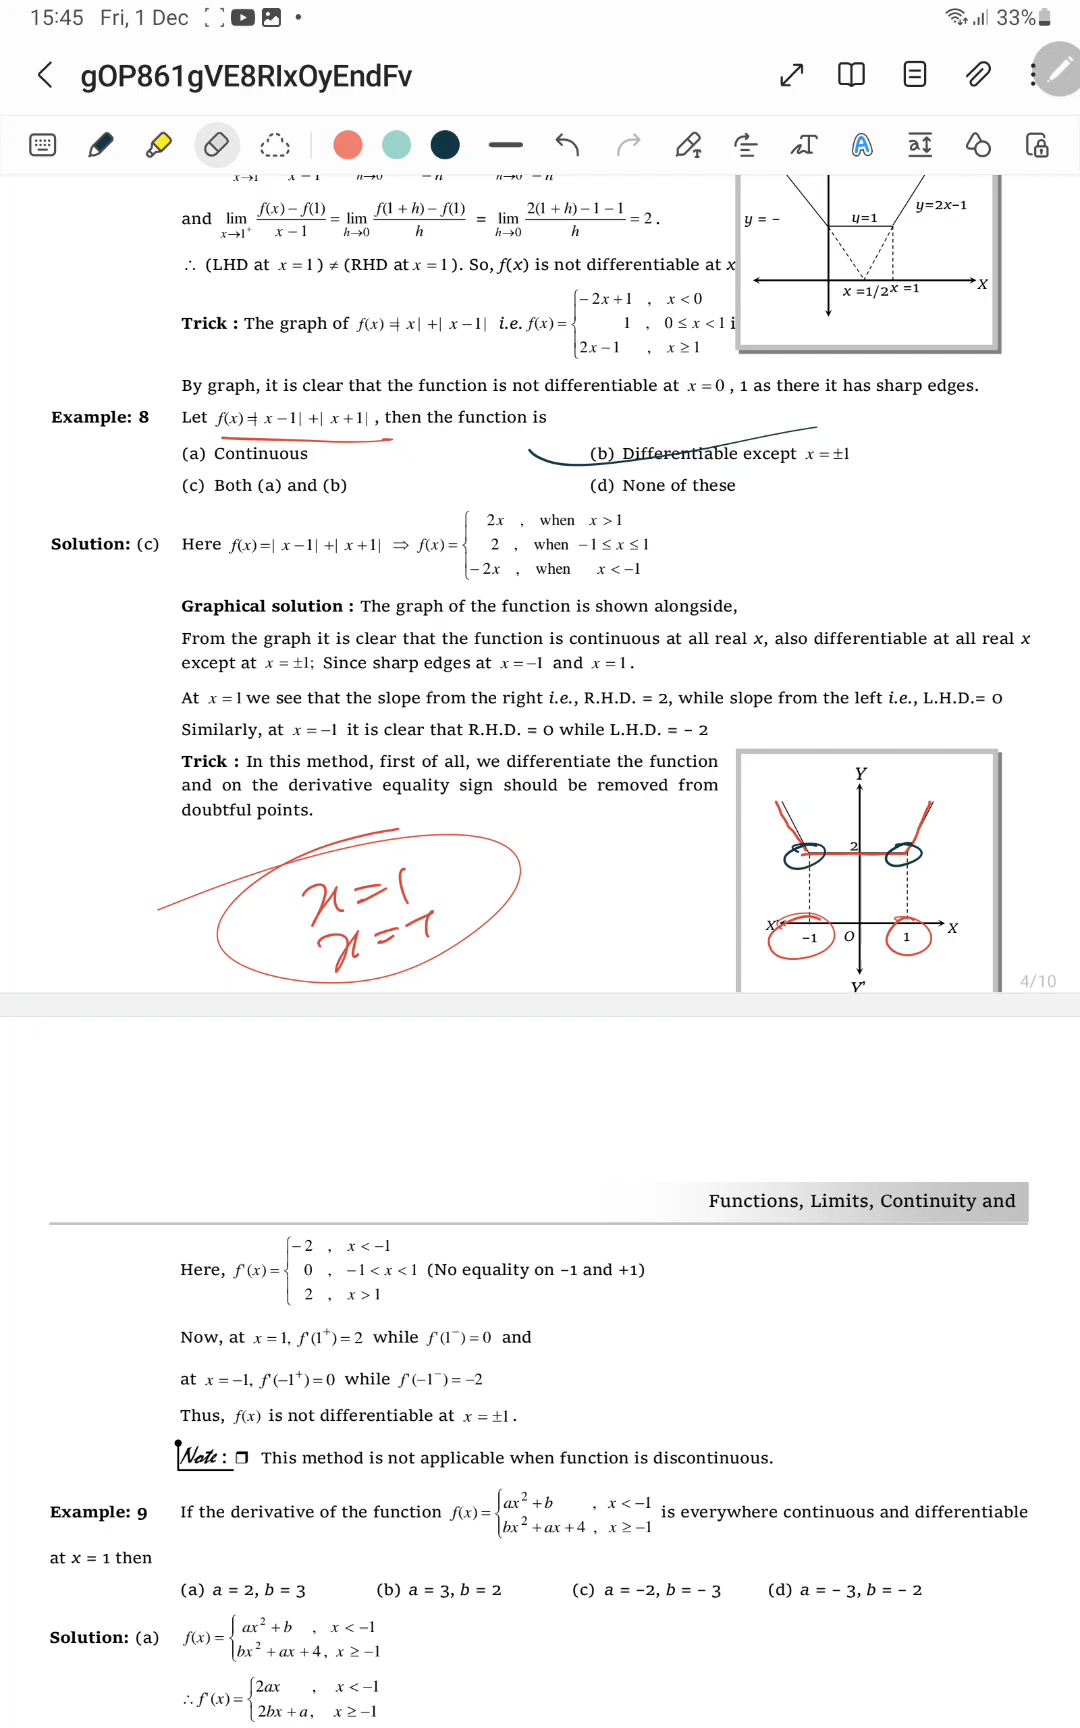 15:45 Fri, 1 Dec 33%
gOP861gVE8RIxOyEndFv
and lim x→1⁺ f(x) − f(1) / x − 1 = lim h→0 f(1 + h) − f(1) / h = lim h→0 2(1 + h) − 1 − 1 / h = 2 .
y = −
y=1
y=2x-1
x =1/2
x =1
X
∴ (LHD at x = 1) ≠ (RHD at x = 1). So, f(x) is not differentiable at x
Trick : The graph of f(x) =| x| +| x −1| i.e. f(x) = { − 2x +1 , x < 0
1 , 0 ≤ x < 1 i
2x − 1 , x ≥ 1
By graph, it is clear that the function is not differentiable at x = 0 , 1 as there it has sharp edges.
Example: 8 Let f(x) =| x −1| +| x +1| , then the function is
(a) Continuous (b) Differentiable except x = ±1
(c) Both (a) and (b) (d) None of these
Solution: (c) Here f(x) =| x −1| +| x +1| ⇒ f(x) = { 2x , when x > 1
2 , when −1 ≤ x ≤ 1
− 2x , when x < −1
Graphical solution : The graph of the function is shown alongside,
From the graph it is clear that the function is continuous at all real x, also differentiable at all real x
except at x = ±1; Since sharp edges at x = −1 and x = 1 .
At x = 1 we see that the slope from the right i.e., R.H.D. = 2, while slope from the left i.e., L.H.D.= 0
Similarly, at x = −1 it is clear that R.H.D. = 0 while L.H.D. = − 2
Trick : In this method, first of all, we differentiate the function
and on the derivative equality sign should be removed from
doubtful points.
x = 1
Y
2
X'
−1
O
1
X
Y'
4/10
Functions, Limits, Continuity and
Here, f'(x) = { − 2 , x < −1
0 , −1 < x < 1 (No equality on −1 and +1)
2 , x > 1
Now, at x = 1, f'(1⁺) = 2 while f'(1⁻) = 0 and
at x = −1, f'(−1⁺) = 0 while f'(−1⁻) = −2
Thus, f(x) is not differentiable at x = ±1 .
Note : ❒ This method is not applicable when function is discontinuous.
Example: 9 If the derivative of the function f(x) = { ax² + b , x < −1
bx² + ax + 4 , x ≥ −1 is everywhere continuous and differentiable
at x = 1 then
(a) a = 2, b = 3 (b) a = 3, b = 2 (c) a = −2, b = − 3 (d) a = − 3, b = − 2
Solution: (a) f(x) = { ax² + b , x < −1
bx² + ax + 4, x ≥ −1
∴ f'(x) = { 2ax , x < −1
2bx + a, x ≥ −1